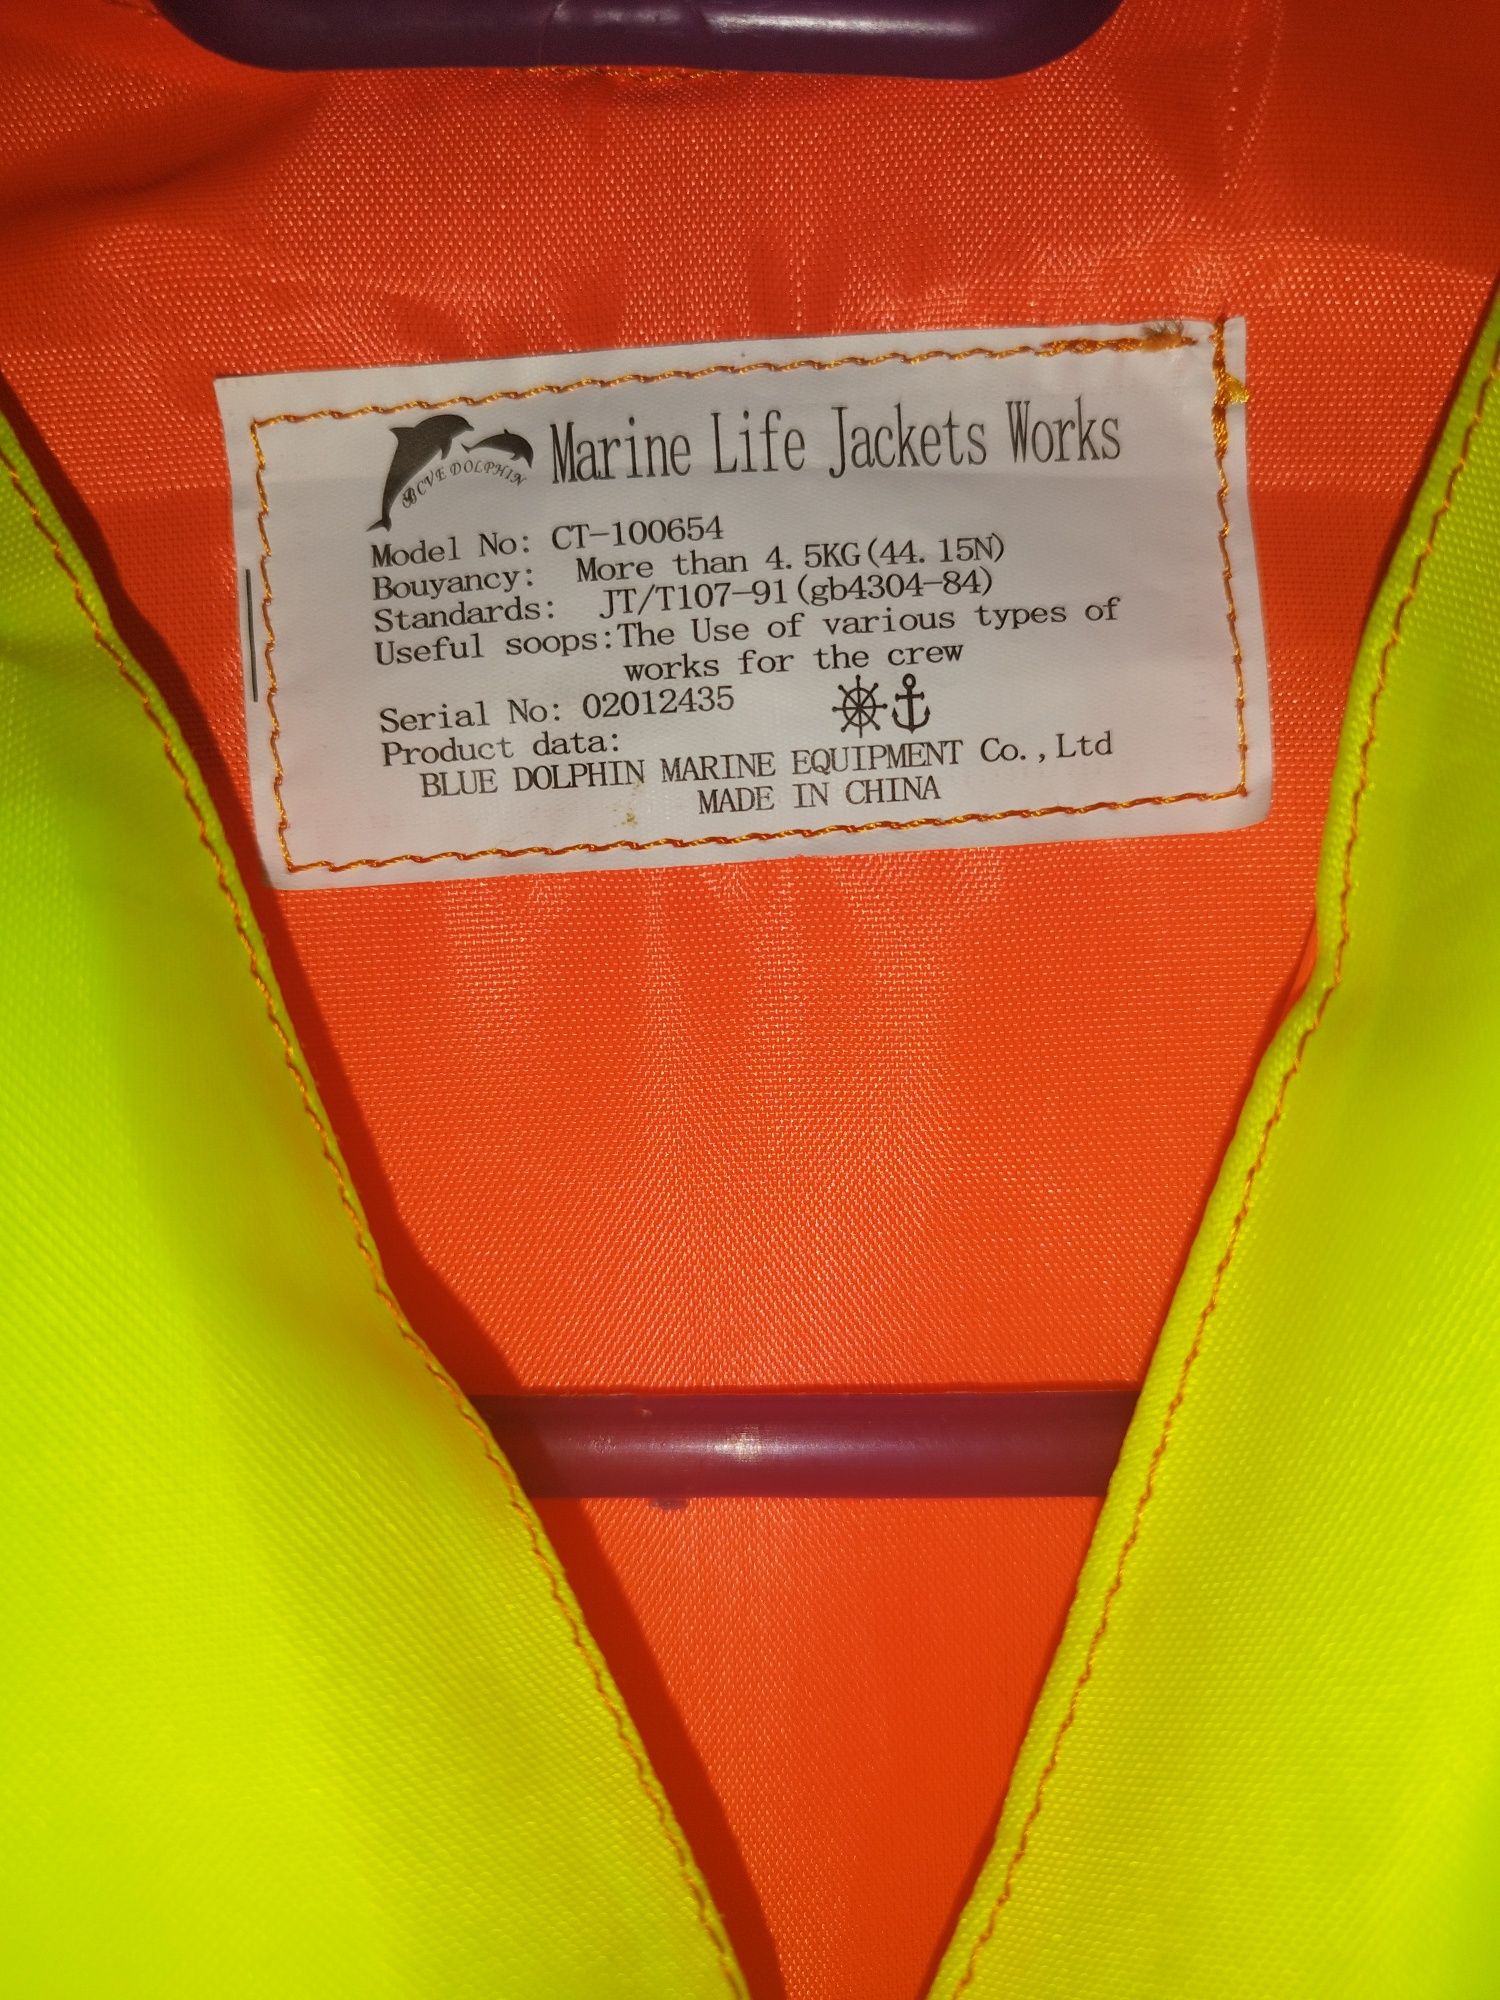 BCVE DOLPHIN
Marine Life Jackets Works
Model No: CT-100654
Bouyancy: More than 4.5KG(44.15N)
Standards: JT/T107-91(gb4304-84)
Useful soops:The Use of various types of
works for the crew
Serial No: 02012435
Product data:
BLUE DOLPHIN MARINE EQUIPMENT Co.,Ltd
MADE IN CHINA